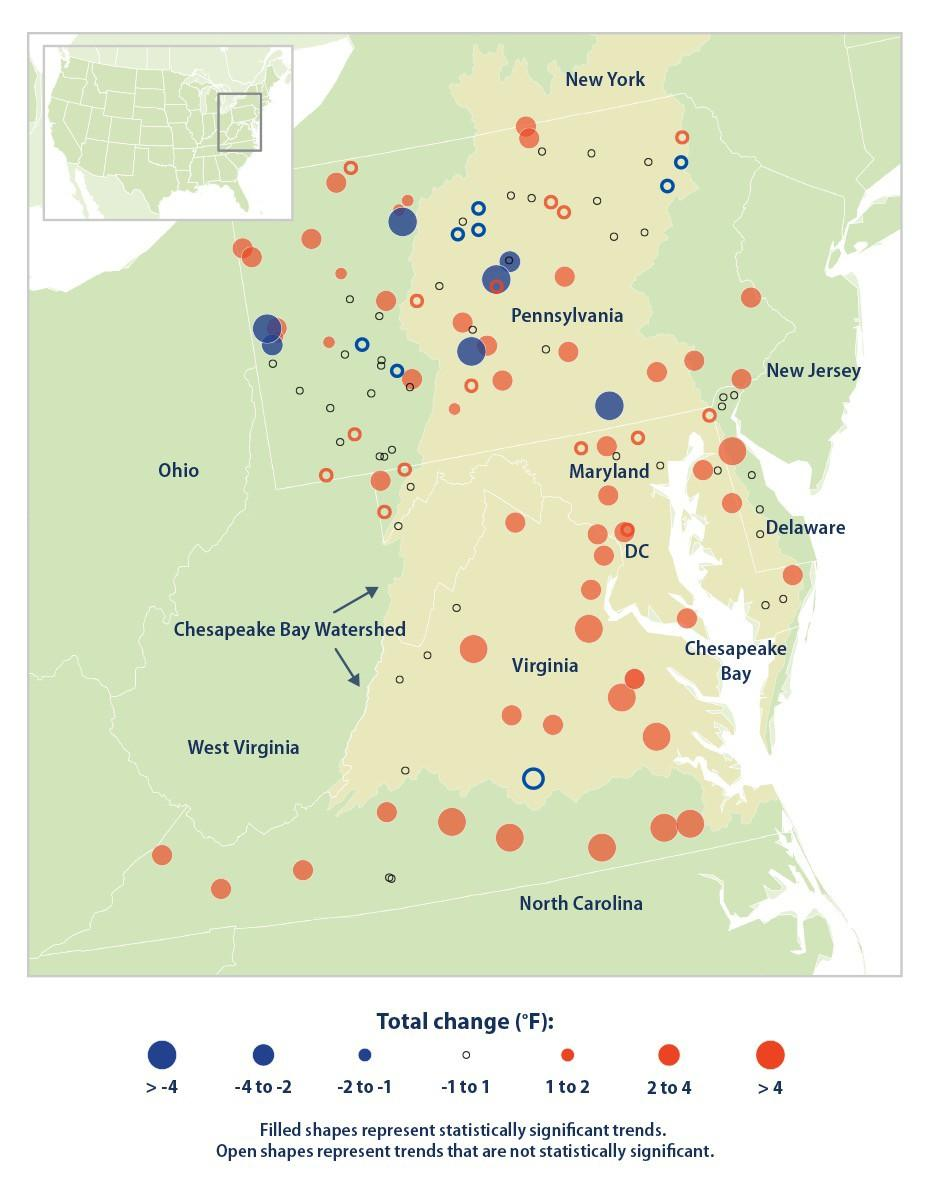 New York
Pennsylvania
New Jersey
Ohio
Maryland
Delaware
DC
Chesapeake Bay Watershed
Chesapeake
Bay
Virginia
West Virginia
North Carolina
Total change (°F):
> -4
-4 to -2
-2 to -1
-1 to 1
1 to 2
2 to 4
> 4
Filled shapes represent statistically significant trends.
Open shapes represent trends that are not statistically significant.